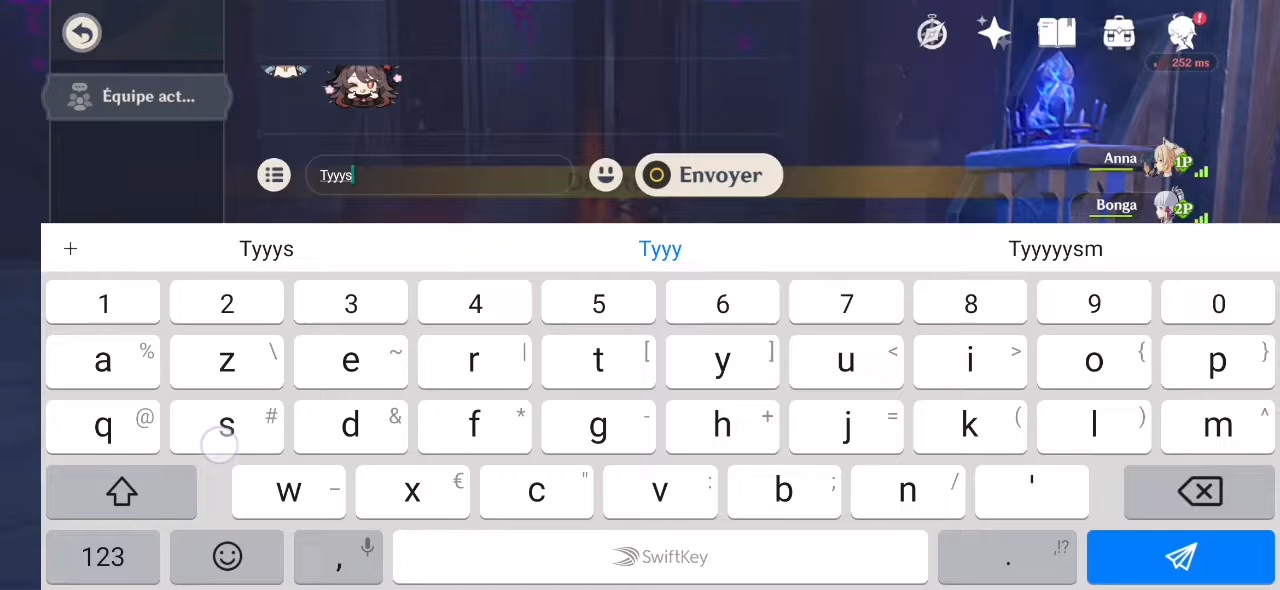 252 ms
Équipe act...
Anna
1P
Tyyys
Envoyer
Bonga
2P
+ Tyyys Tyyy Tyyyyysm
1 2 3 4 5 6 7 8 9 0
a % z \ e ~ r | t [ y ] u < i > o { p }
q @ s # d & f * g - h + j = k ( l ) m ^
w _ x € c " v : b ; n / '
123 , SwiftKey . ,!?